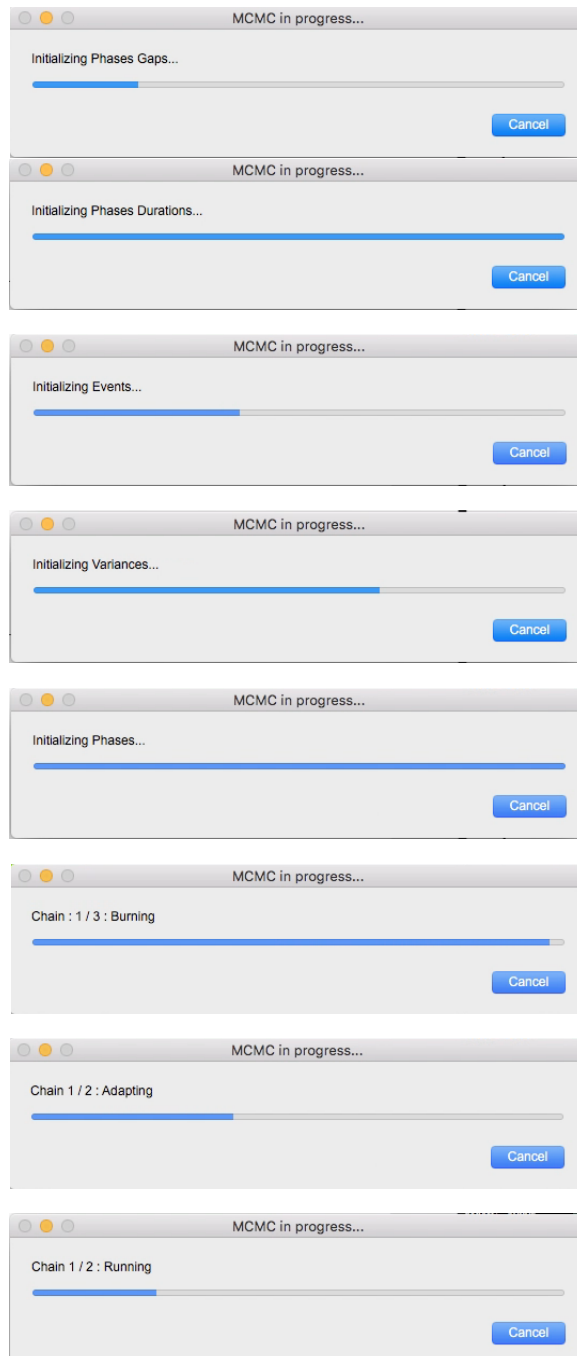 MCMC in progress...
Initializing Phases Gaps...
Cancel
MCMC in progress...
Initializing Phases Durations...
Cancel
MCMC in progress...
Initializing Events...
Cancel
MCMC in progress...
Initializing Variances...
Cancel
MCMC in progress...
Initializing Phases...
Cancel
MCMC in progress...
Chain : 1 / 3 : Burning
Cancel
MCMC in progress...
Chain 1 / 2 : Adapting
Cancel
MCMC in progress...
Chain 1 / 2 : Running
Cancel